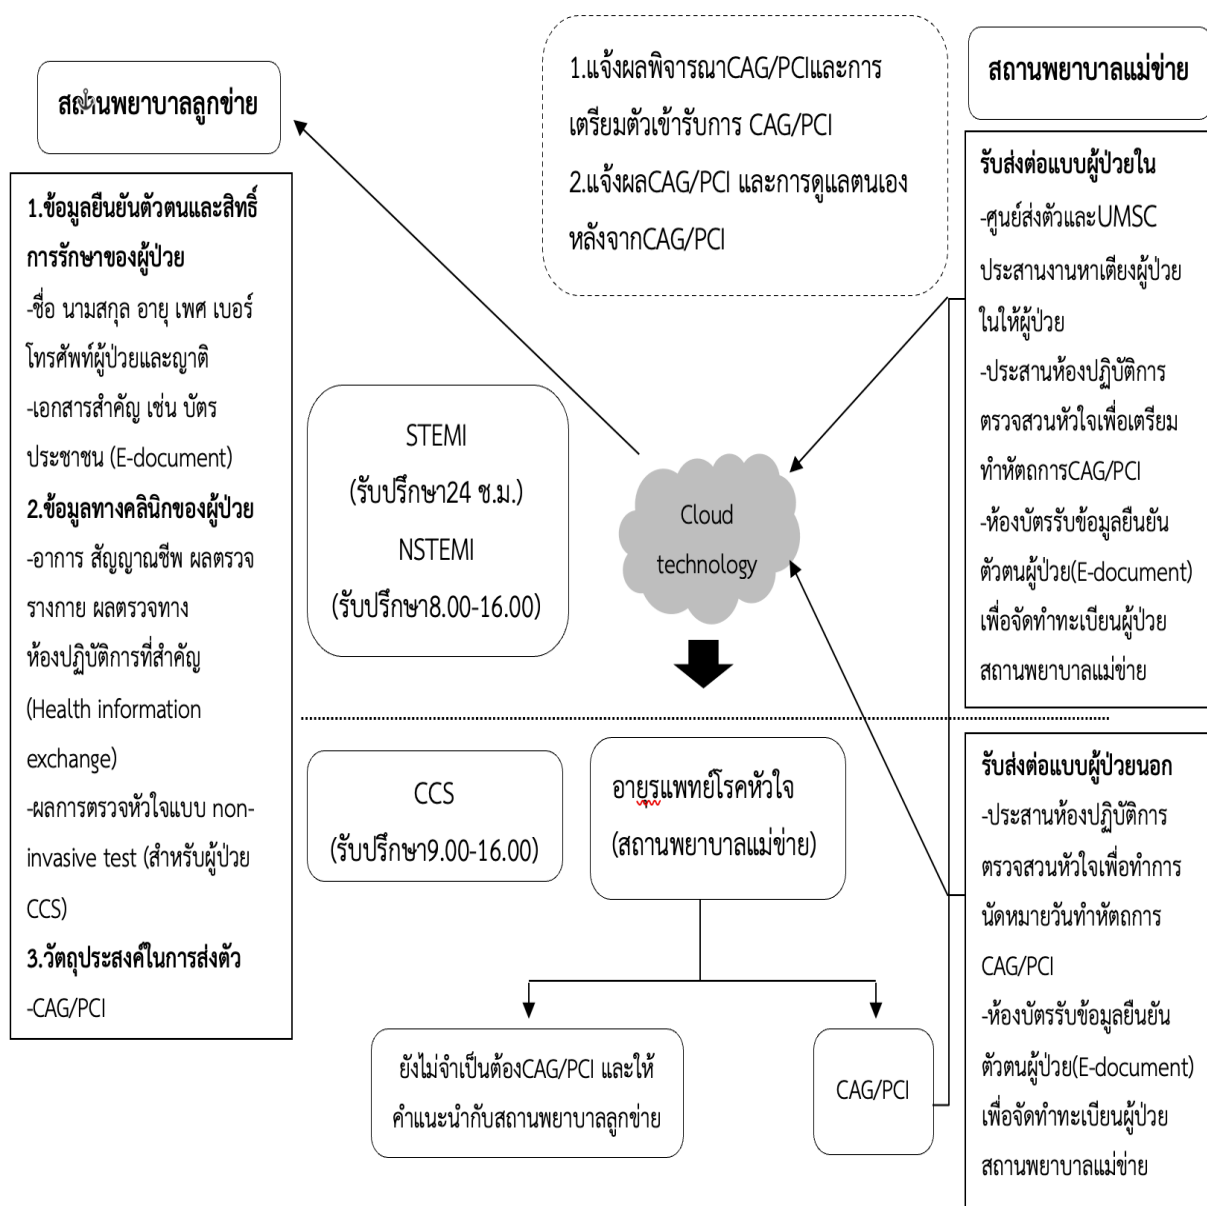 สถานพยาบาลลูกข่าย
1.ข้อมูลยืนยันตัวตนและสิทธิ์
การรักษาของผู้ป่วย
-ชื่อ นามสกุล อายุ เพศ เบอร์
โทรศัพท์ผู้ป่วยและญาติ
-เอกสารสำคัญ เช่น บัตร
ประชาชน (E-document)
2.ข้อมูลทางคลินิกของผู้ป่วย
-อาการ สัญญาณชีพ ผลตรวจ
รางกาย ผลตรวจทาง
ห้องปฏิบัติการที่สำคัญ
(Health information
exchange)
-ผลการตรวจหัวใจแบบ non-
invasive test (สำหรับผู้ป่วย
CCS)
3.วัตถุประสงค์ในการส่งตัว
-CAG/PCI
1.แจ้งผลพิจารณาCAG/PCIและการ
เตรียมตัวเข้ารับการ CAG/PCI
2.แจ้งผลCAG/PCI และการดูแลตนเอง
หลังจากCAG/PCI
STEMI
(รับปรึกษา24 ช.ม.)
NSTEMI
(รับปรึกษา8.00-16.00)
Cloud
technology
CCS
(รับปรึกษา9.00-16.00)
อายุรแพทย์โรคหัวใจ
(สถานพยาบาลแม่ข่าย)
ยังไม่จำเป็นต้องCAG/PCI และให้
คำแนะนำกับสถานพยาบาลลูกข่าย
CAG/PCI
สถานพยาบาลแม่ข่าย
รับส่งต่อแบบผู้ป่วยใน
-ศูนย์ส่งตัวและUMSC
ประสานงานหาเตียงผู้ป่วย
ในให้ผู้ป่วย
-ประสานห้องปฏิบัติการ
ตรวจสวนหัวใจเพื่อเตรียม
ทำหัตถการCAG/PCI
-ห้องบัตรรับข้อมูลยืนยัน
ตัวตนผู้ป่วย(E-document)
เพื่อจัดทำทะเบียนผู้ป่วย
สถานพยาบาลแม่ข่าย
รับส่งต่อแบบผู้ป่วยนอก
-ประสานห้องปฏิบัติการ
ตรวจสวนหัวใจเพื่อทำการ
นัดหมายวันทำหัตถการ
CAG/PCI
-ห้องบัตรรับข้อมูลยืนยัน
ตัวตนผู้ป่วย(E-document)
เพื่อจัดทำทะเบียนผู้ป่วย
สถานพยาบาลแม่ข่าย